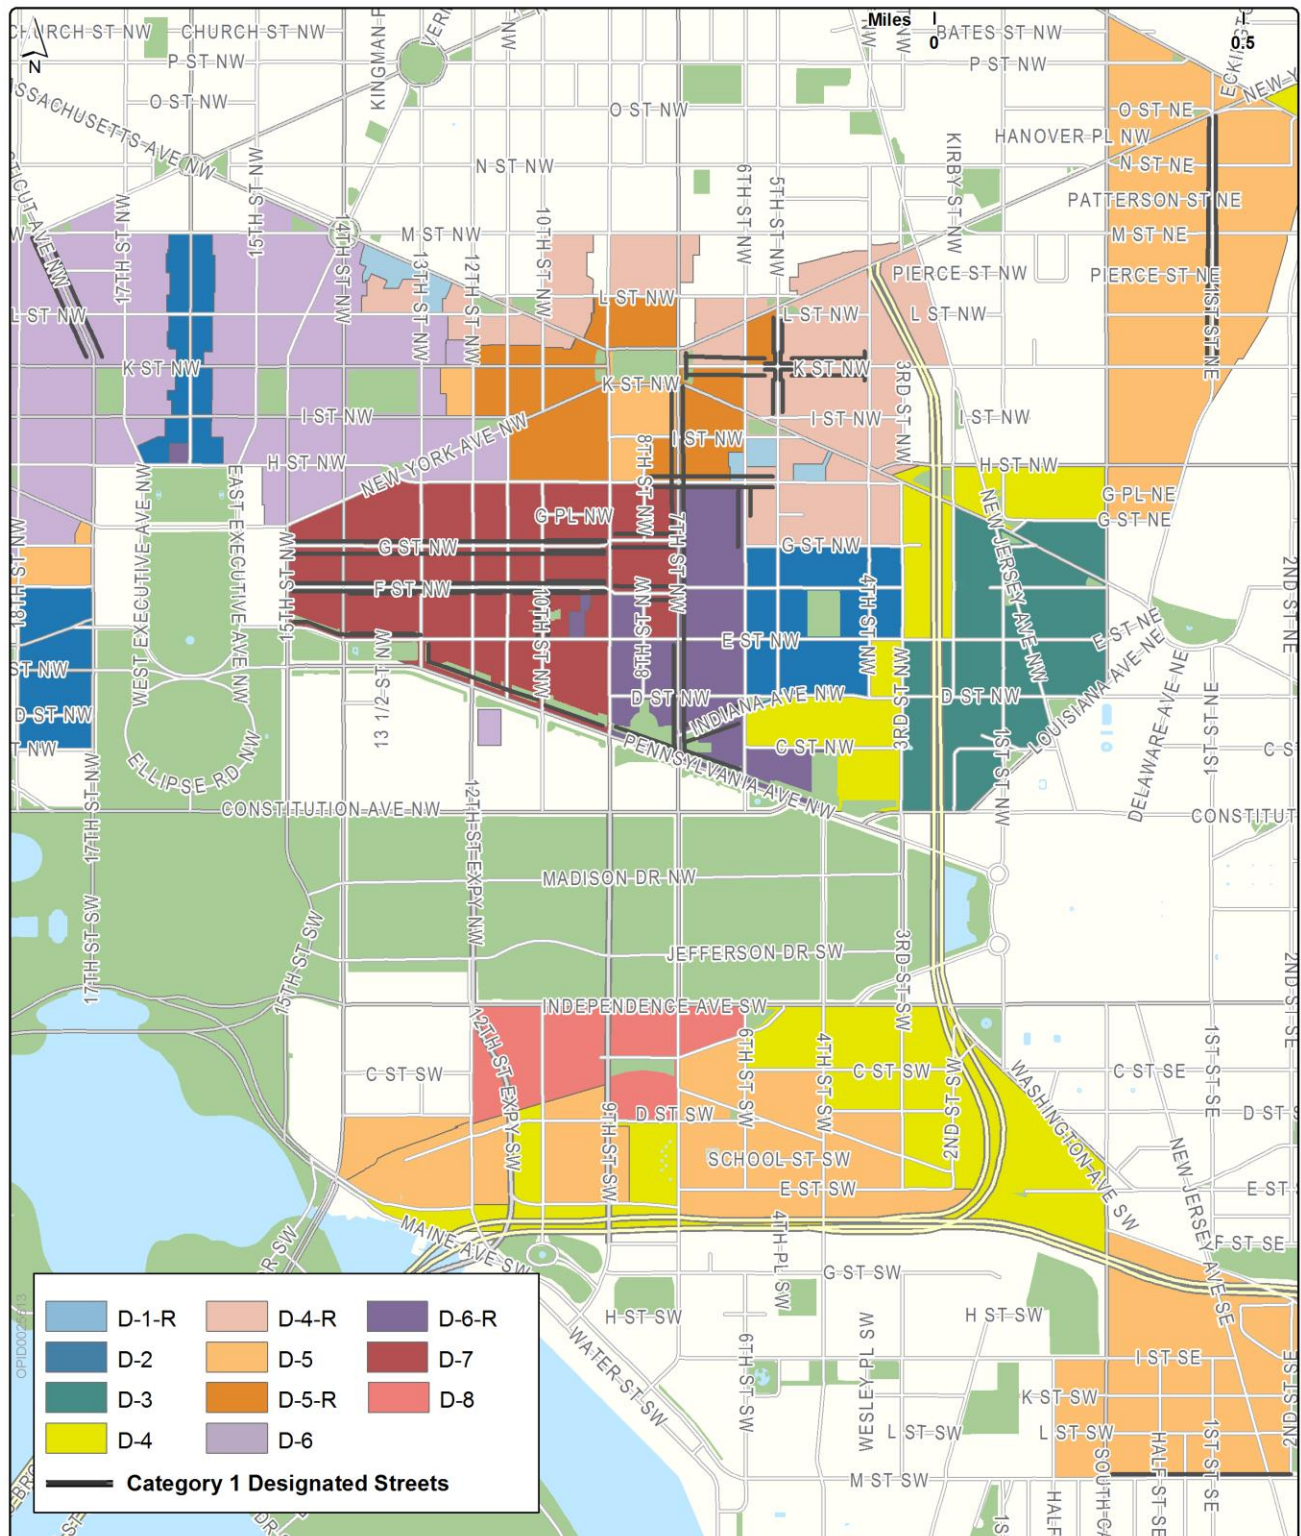 Miles
0
0.5
N
CHURCH ST NW
CHURCH ST NW
BATES ST NW
P ST NW
P ST NW
MASSACHUSETTS AVE NW
O ST NW
O ST NW
O ST NE
HANOVER PL NW
N ST NW
N ST NE
KIRBY ST NW
PATTERSON ST NE
6TH ST NW
5TH ST NW
17TH ST NW
15TH ST NW
14TH ST NW
13TH ST NW
12TH ST NW
10TH ST NW
M ST NW
M ST NE
PIERCE ST NW
PIERCE ST NE
L ST NW
L ST NW
L ST NW
L ST NW
1ST ST NE
K ST NW
K ST NW
K ST NW
3RD ST NW
I ST NW
I ST NW
I ST NW
I ST NW
NEW YORK AVE NW
8TH ST NW
H ST NW
H ST NW
WEST EXECUTIVE AVE NW
EAST EXECUTIVE AVE NW
G PL NW
G PL NE
G ST NE
G ST NW
G ST NW
7TH ST NW
NEW JERSEY AVE NW
18TH ST NW
15TH ST NW
F ST NW
10TH ST NW
8TH ST NW
4TH ST NW
2ND ST NE
E ST NW
E ST NE
13 1/2 ST NW
D ST NW
D ST NW
D ST NW
INDIANA AVE NW
3RD ST NW
LOUISIANA AVE NE
DELAWARE AVE NE
1ST ST NE
C ST NW
1ST ST NW
ELLIPSE RD NW
PENNSYLVANIA AVE NW
17TH ST NW
CONSTITUTION AVE NW
CONSTITUT
12TH ST EXPY NW
MADISON DR NW
17TH ST SW
15TH ST SW
JEFFERSON DR SW
3RD ST SW
2ND ST SE
INDEPENDENCE AVE SW
12TH ST EXPY SW
6TH ST SW
4TH ST SW
C ST SW
C ST SW
2ND ST SW
WASHINGTON AVE SW
C ST SE
1ST ST SE
9TH ST SW
D ST SW
D ST S
SCHOOL ST SW
NEW JERSEY AVE SE
E ST SW
E ST
MAINE AVE SW
4TH PL SW
F ST SE
G ST SW
H ST SW
H ST SW
WATER ST SW
6TH ST SW
WESLEY PL SW
I ST SE
K ST SW
L ST SW
L ST SW
M ST SW
1ST ST SE
HALF ST SE
2ND ST SE
D-1-R
D-4-R
D-6-R
D-2
D-5
D-7
D-3
D-5-R
D-8
D-4
D-6
Category 1 Designated Streets